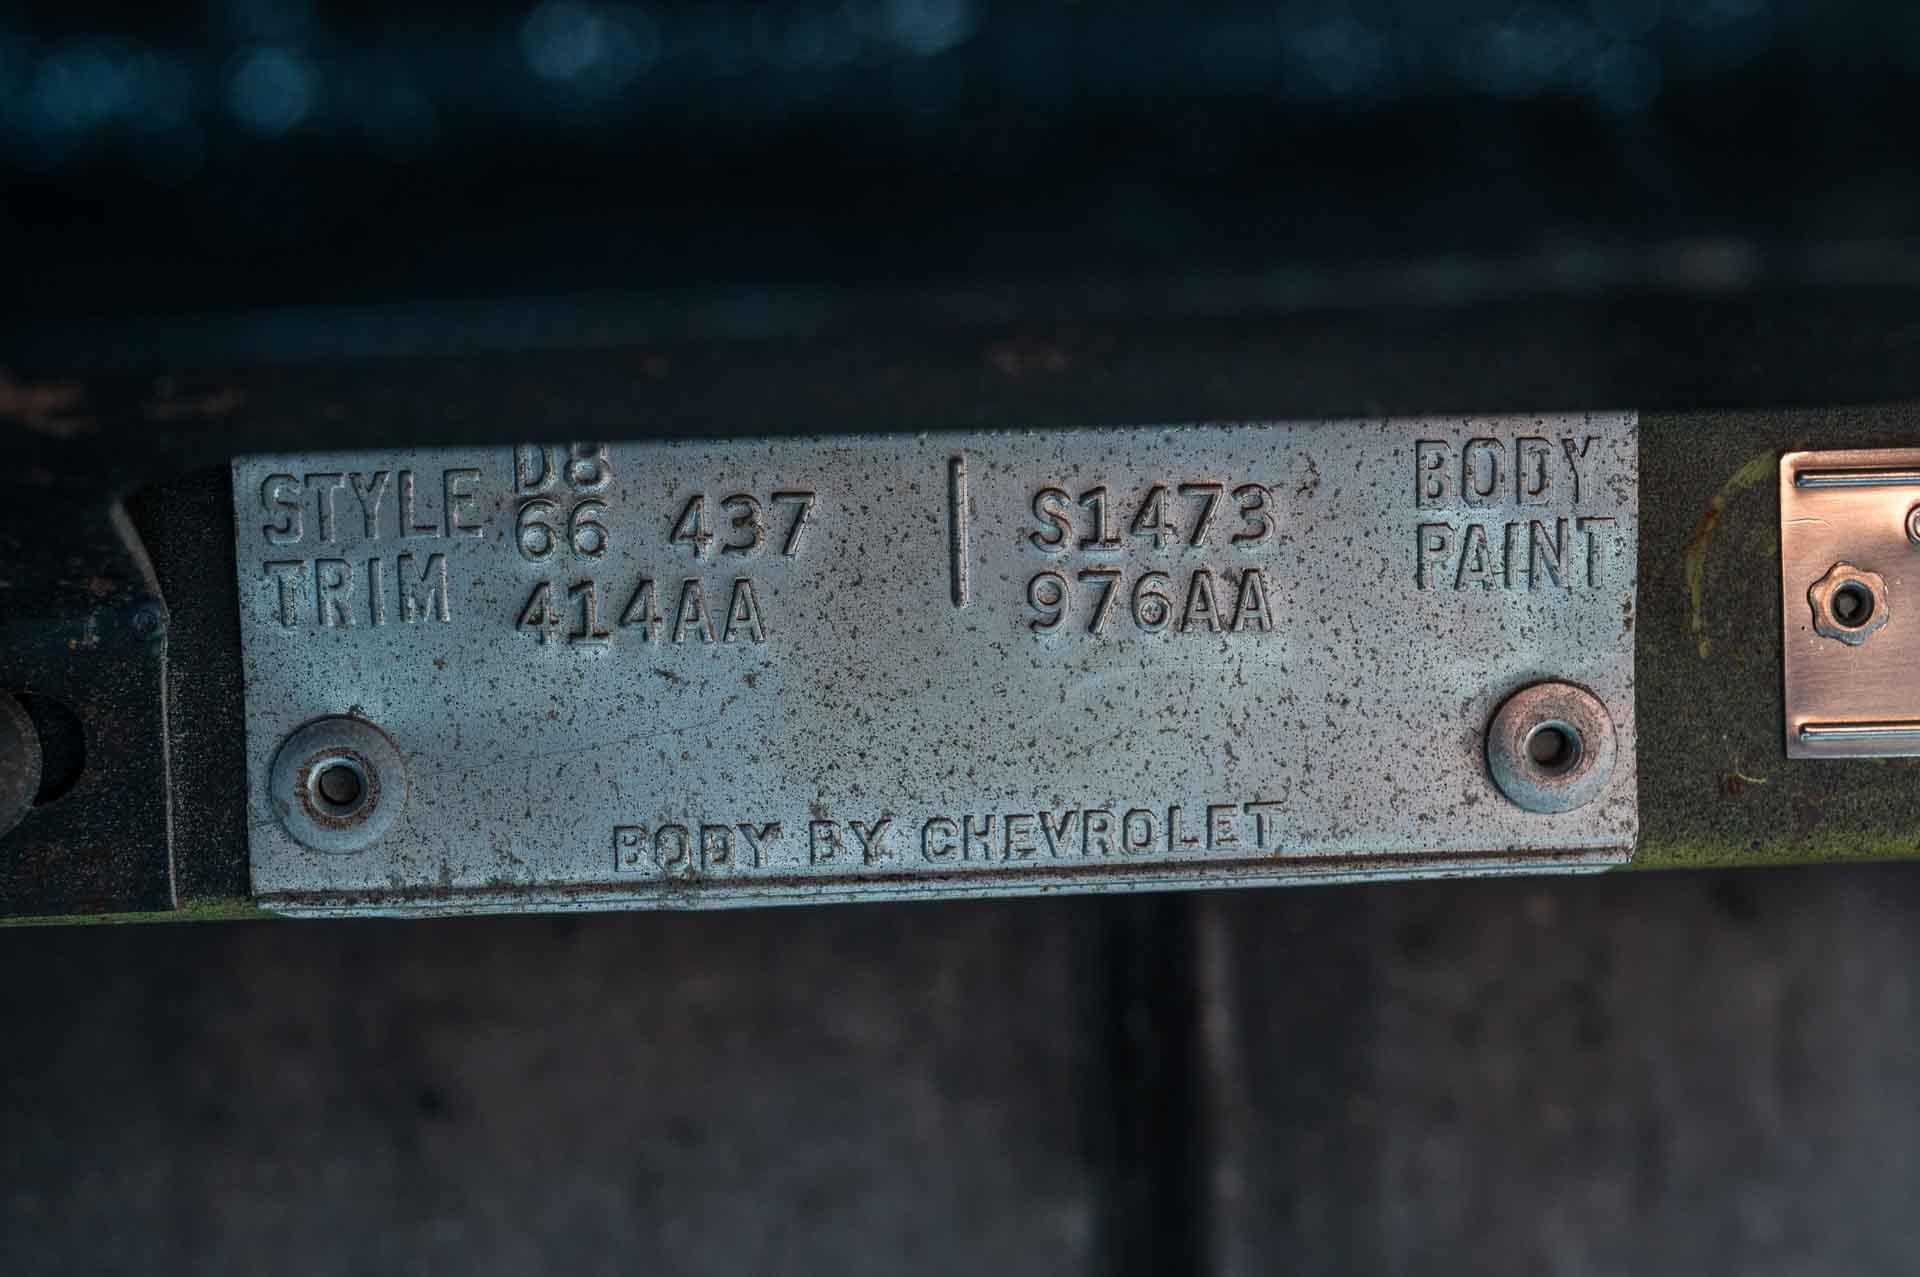 D8
STYLE 66 437 S1473 BODY
TRIM 414AA 976AA PAINT
BODY BY CHEVROLET